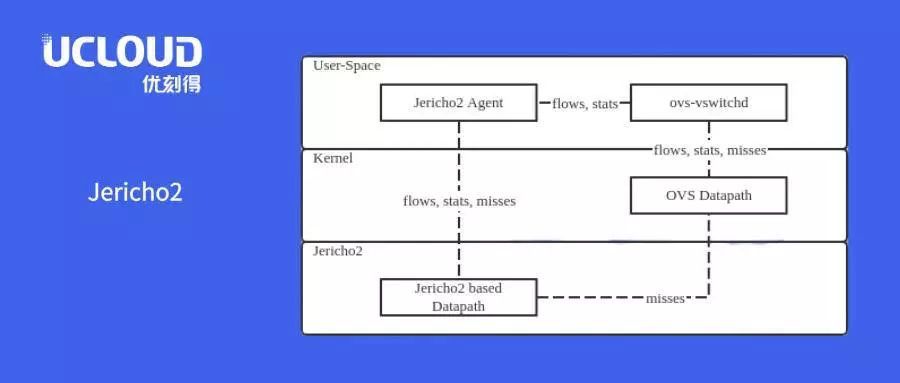 UCLOUD
优刻得
Jericho2
User-Space
Jericho2 Agent
flows, stats
ovs-vswitchd
flows, stats, misses
Kernel
flows, stats, misses
OVS Datapath
Jericho2
Jericho2 based
Datapath
misses